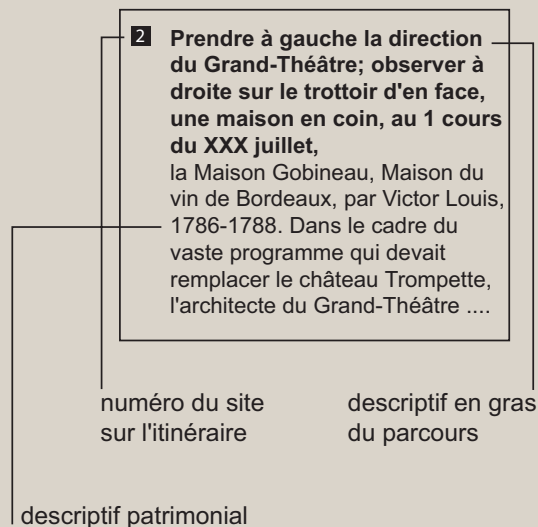 2 Prendre à gauche la direction
du Grand-Théâtre; observer à
droite sur le trottoir d'en face,
une maison en coin, au 1 cours
du XXX juillet,
la Maison Gobineau, Maison du
vin de Bordeaux, par Victor Louis,
1786-1788. Dans le cadre du
vaste programme qui devait
remplacer le château Trompette,
l'architecte du Grand-Théâtre ....
numéro du site
sur l'itinéraire
descriptif en gras
du parcours
descriptif patrimonial